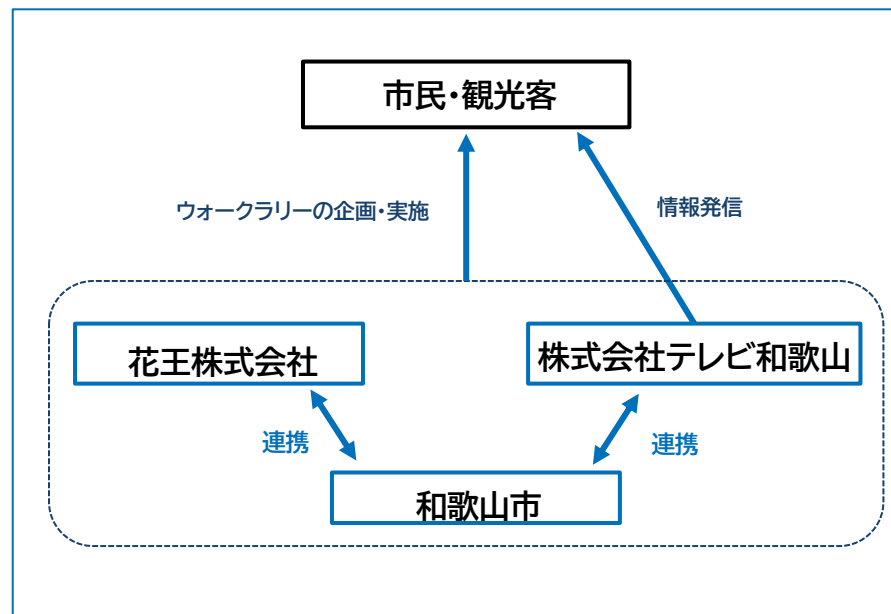 市民・観光客
ウォークラリーの企画・実施
情報発信
花王株式会社
株式会社テレビ和歌山
連携
連携
和歌山市